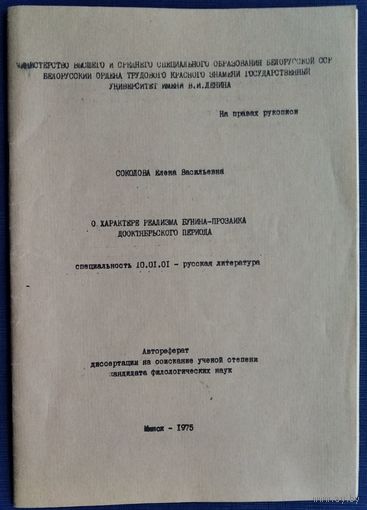 МИНИСТЕРСТВО ВЫСШЕГО И СРЕДНЕГО СПЕЦИАЛЬНОГО ОБРАЗОВАНИЯ БЕЛОРУССКОЙ ССР
БЕЛОРУССКИЙ ОРДЕНА ТРУДОВОГО КРАСНОГО ЗНАМЕНИ ГОСУДАРСТВЕННЫЙ
УНИВЕРСИТЕТ ИМЕНИ В.И.ЛЕНИНА
На правах рукописи
СОКОЛОВА Елена Васильевна
О ХАРАКТЕРЕ РЕАЛИЗМА БУНИНА-ПРОЗАИКА
ДООКТЯБРЬСКОГО ПЕРИОДА
специальность 10.01.01 – русская литература
Автореферат
диссертации на соискание ученой степени
кандидата филологических наук
Минск - 1975